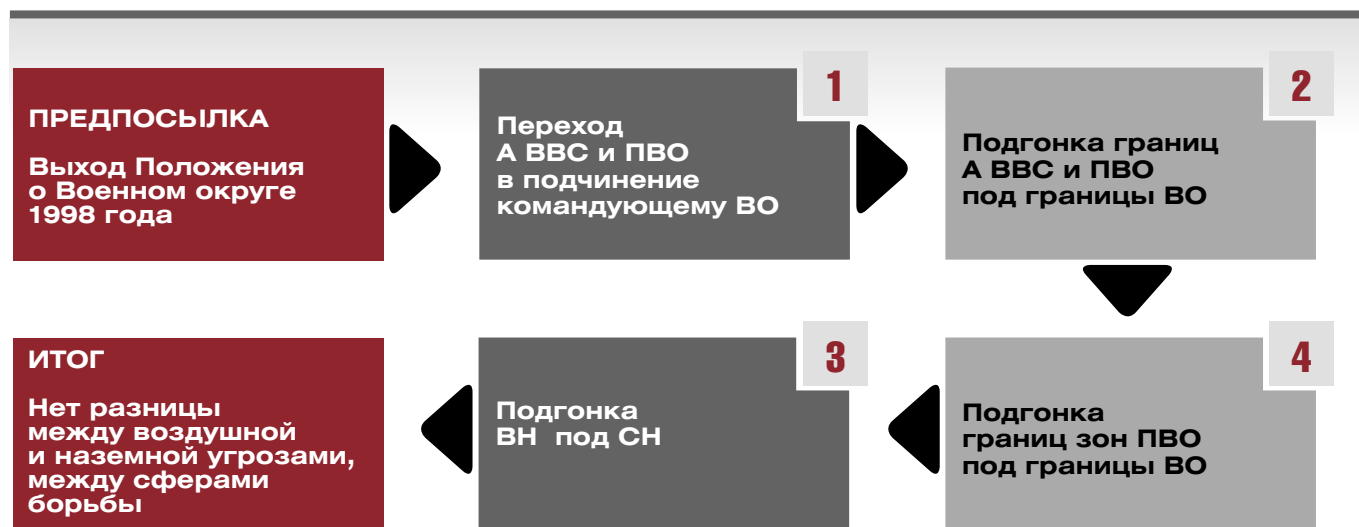 ПРЕДПОСЫЛКА
Выход Положения
о Военном округе
1998 года
1
Переход
А ВВС и ПВО
в подчинение
командующему ВО
2
Подгонка границ
А ВВС и ПВО
под границы ВО
ИТОГ
Нет разницы
между воздушной
и наземной угрозами,
между сферами
борьбы
3
Подгонка
ВН под СН
4
Подгонка
границ зон ПВО
под границы ВО